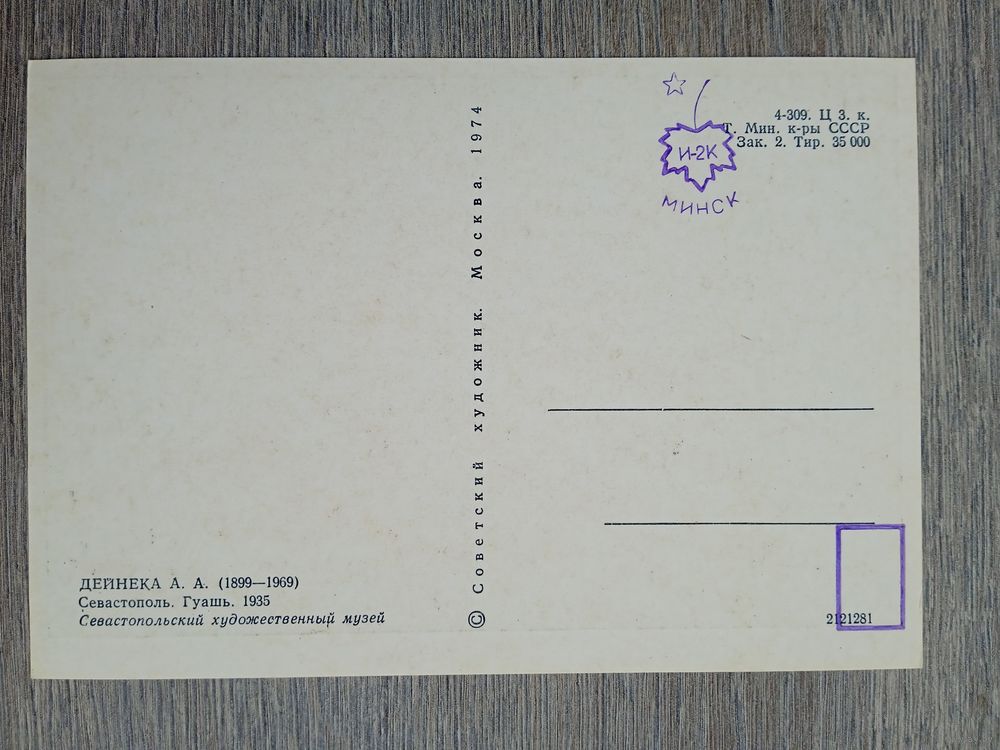 И-2К
МИНСК
4-309. Ц 3. к.
Т. Мин. к-ры СССР
Зак. 2. Тир. 35 000
© Советский художник. Москва. 1974
ДЕЙНЕКА А. А. (1899—1969)
Севастополь. Гуашь. 1935
Севастопольский художественный музей
2121281